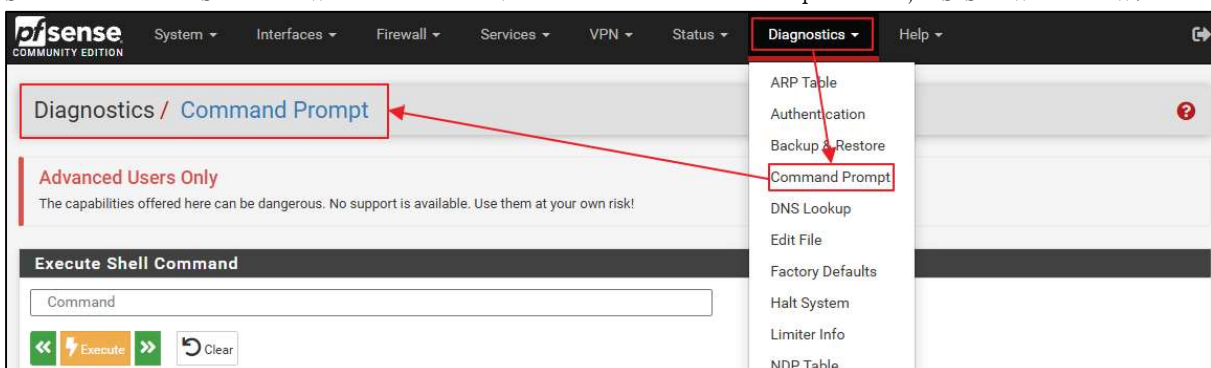 pfsense
COMMUNITY EDITION
System
Interfaces
Firewall
Services
VPN
Status
Diagnostics
Help
Diagnostics / Command Prompt
Advanced Users Only
The capabilities offered here can be dangerous. No support is available. Use them at your own risk!
Execute Shell Command
Command
Execute
Clear
ARP Table
Authentication
Backup & Restore
Command Prompt
DNS Lookup
Edit File
Factory Defaults
Halt System
Limiter Info
NDP Table